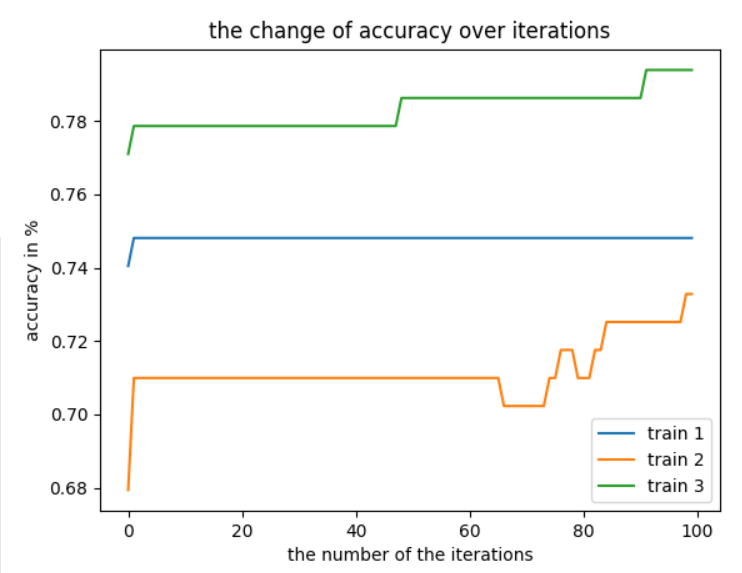 the change of accuracy over iterations
0.78
0.76
0.74
0.72
0.70
0.68
accuracy in %
0 20 40 60 80 100
the number of the iterations
train 1
train 2
train 3